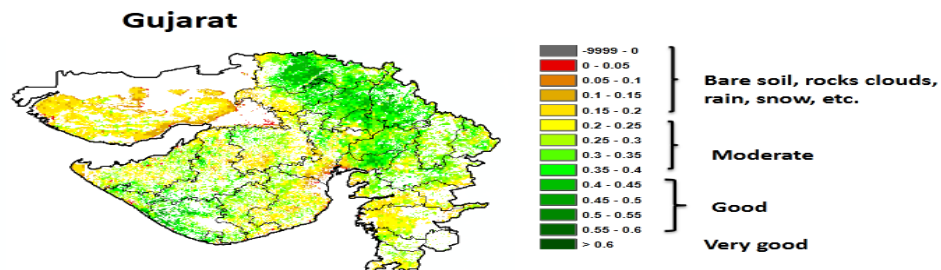 Gujarat
-9999 - 0
0 - 0.05
0.05 - 0.1
0.1 - 0.15
0.15 - 0.2
0.2 - 0.25
0.25 - 0.3
0.3 - 0.35
0.35 - 0.4
0.4 - 0.45
0.45 - 0.5
0.5 - 0.55
0.55 - 0.6
> 0.6
Bare soil, rocks clouds,
rain, snow, etc.
Moderate
Good
Very good